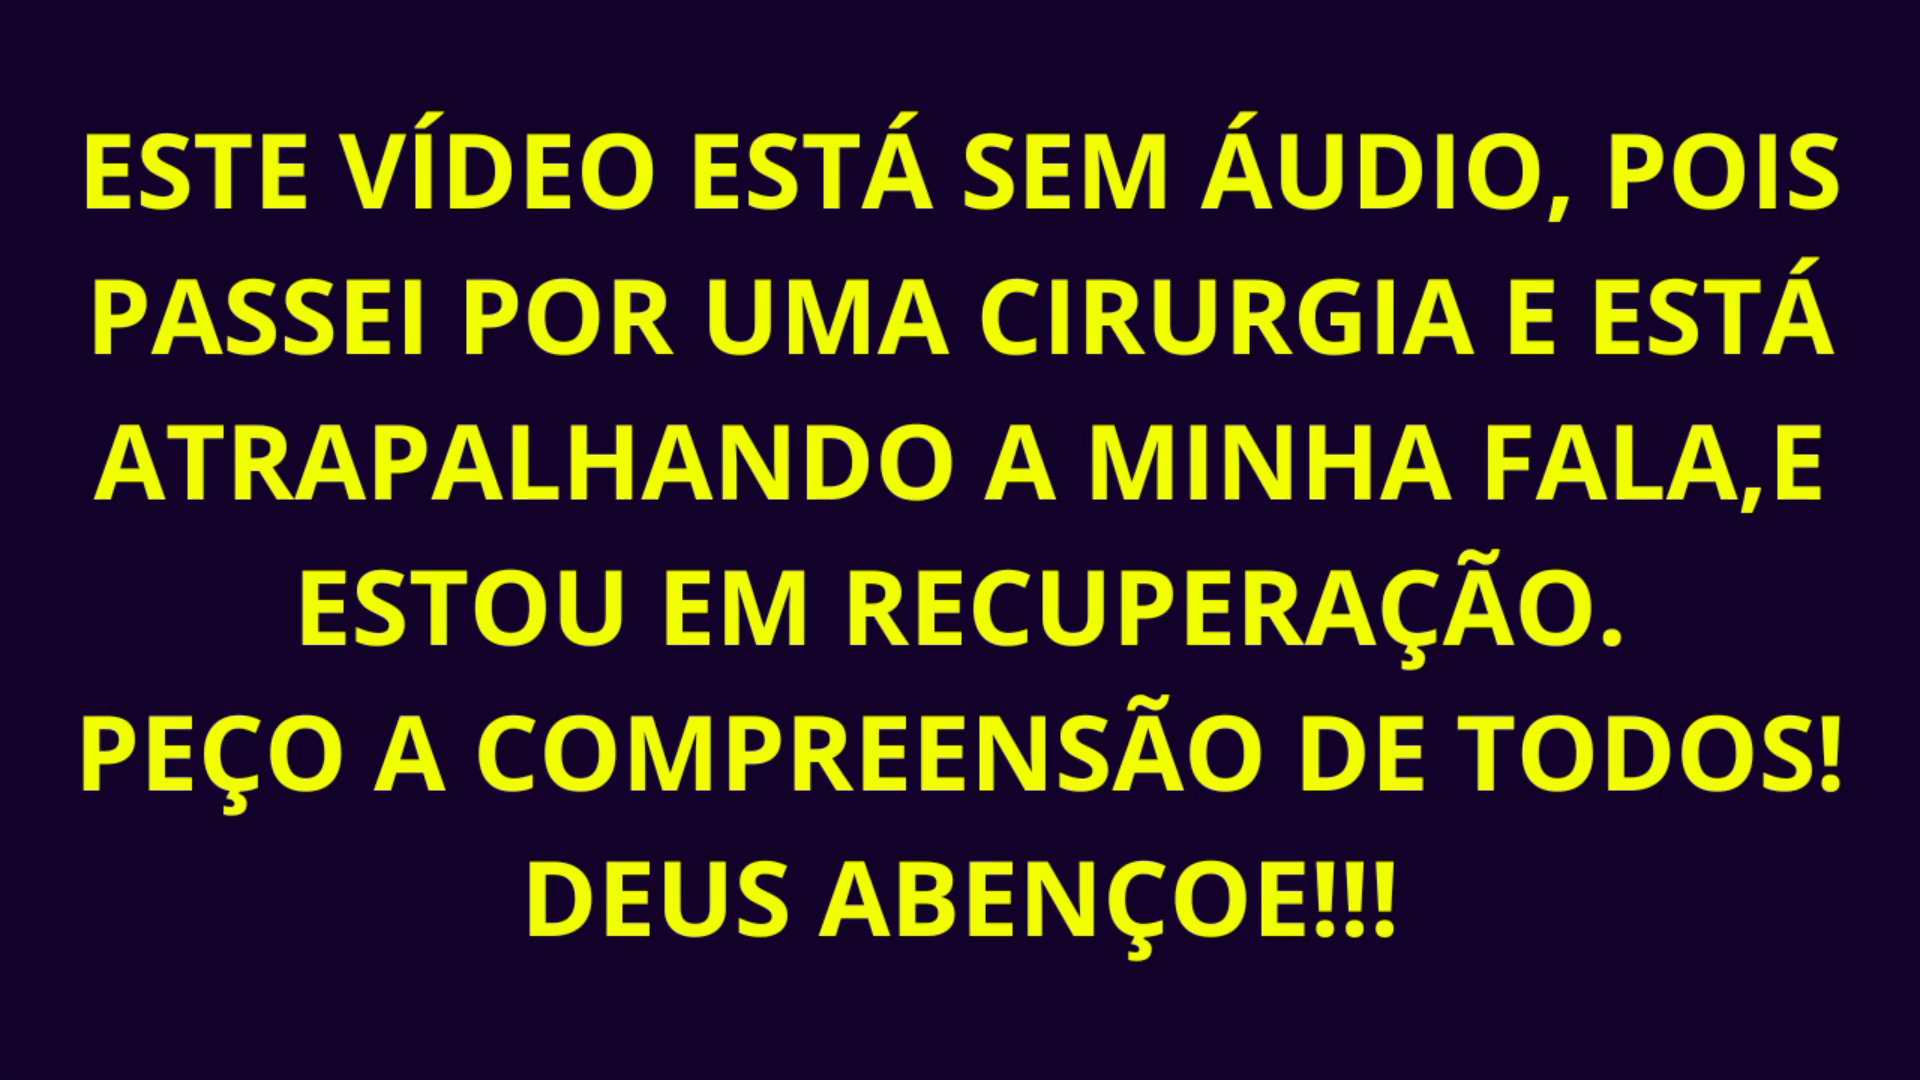 ESTE VÍDEO ESTÁ SEM ÁUDIO, POIS
PASSEI POR UMA CIRURGIA E ESTÁ
ATRAPALHANDO A MINHA FALA,E
ESTOU EM RECUPERAÇÃO.
PEÇO A COMPREENSÃO DE TODOS!
DEUS ABENÇOE!!!